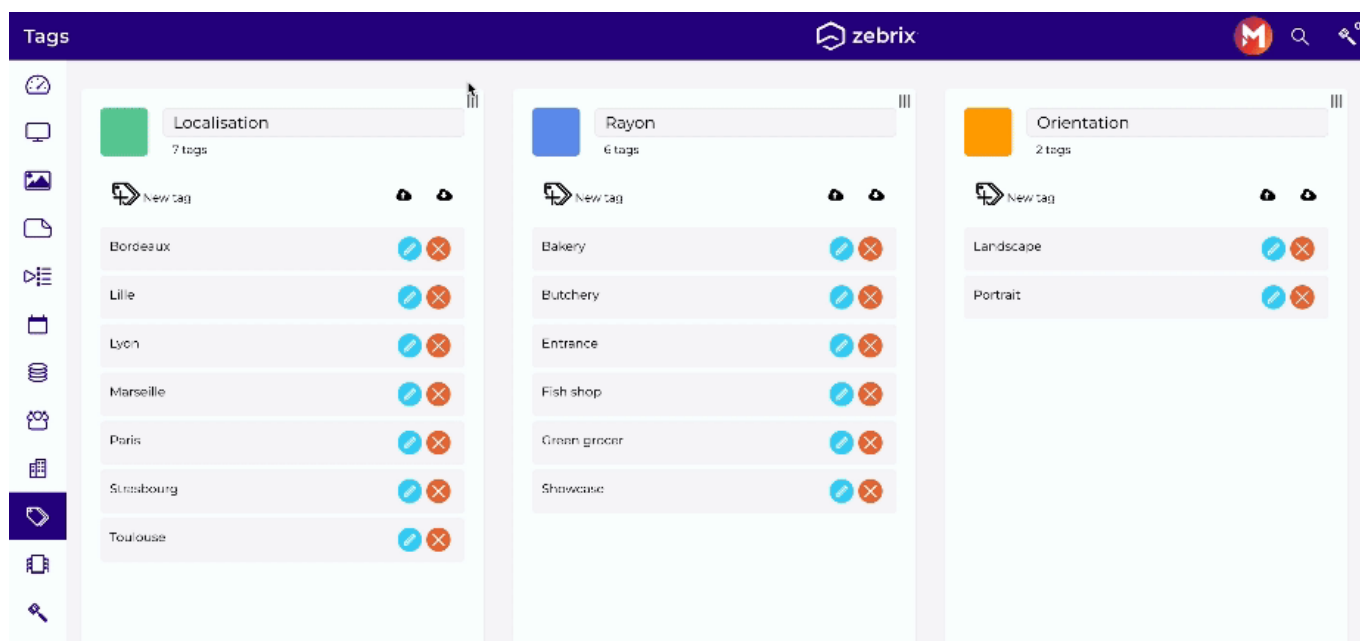 Tags
zebrix
M
Localisation
7 tags
New tag
Bordeaux
Lille
Lyon
Marseille
Paris
Strasbourg
Toulouse
Rayon
6 tags
New tag
Bakery
Butchery
Entrance
Fish shop
Green grocer
Showcase
Orientation
2 tags
New tag
Landscape
Portrait